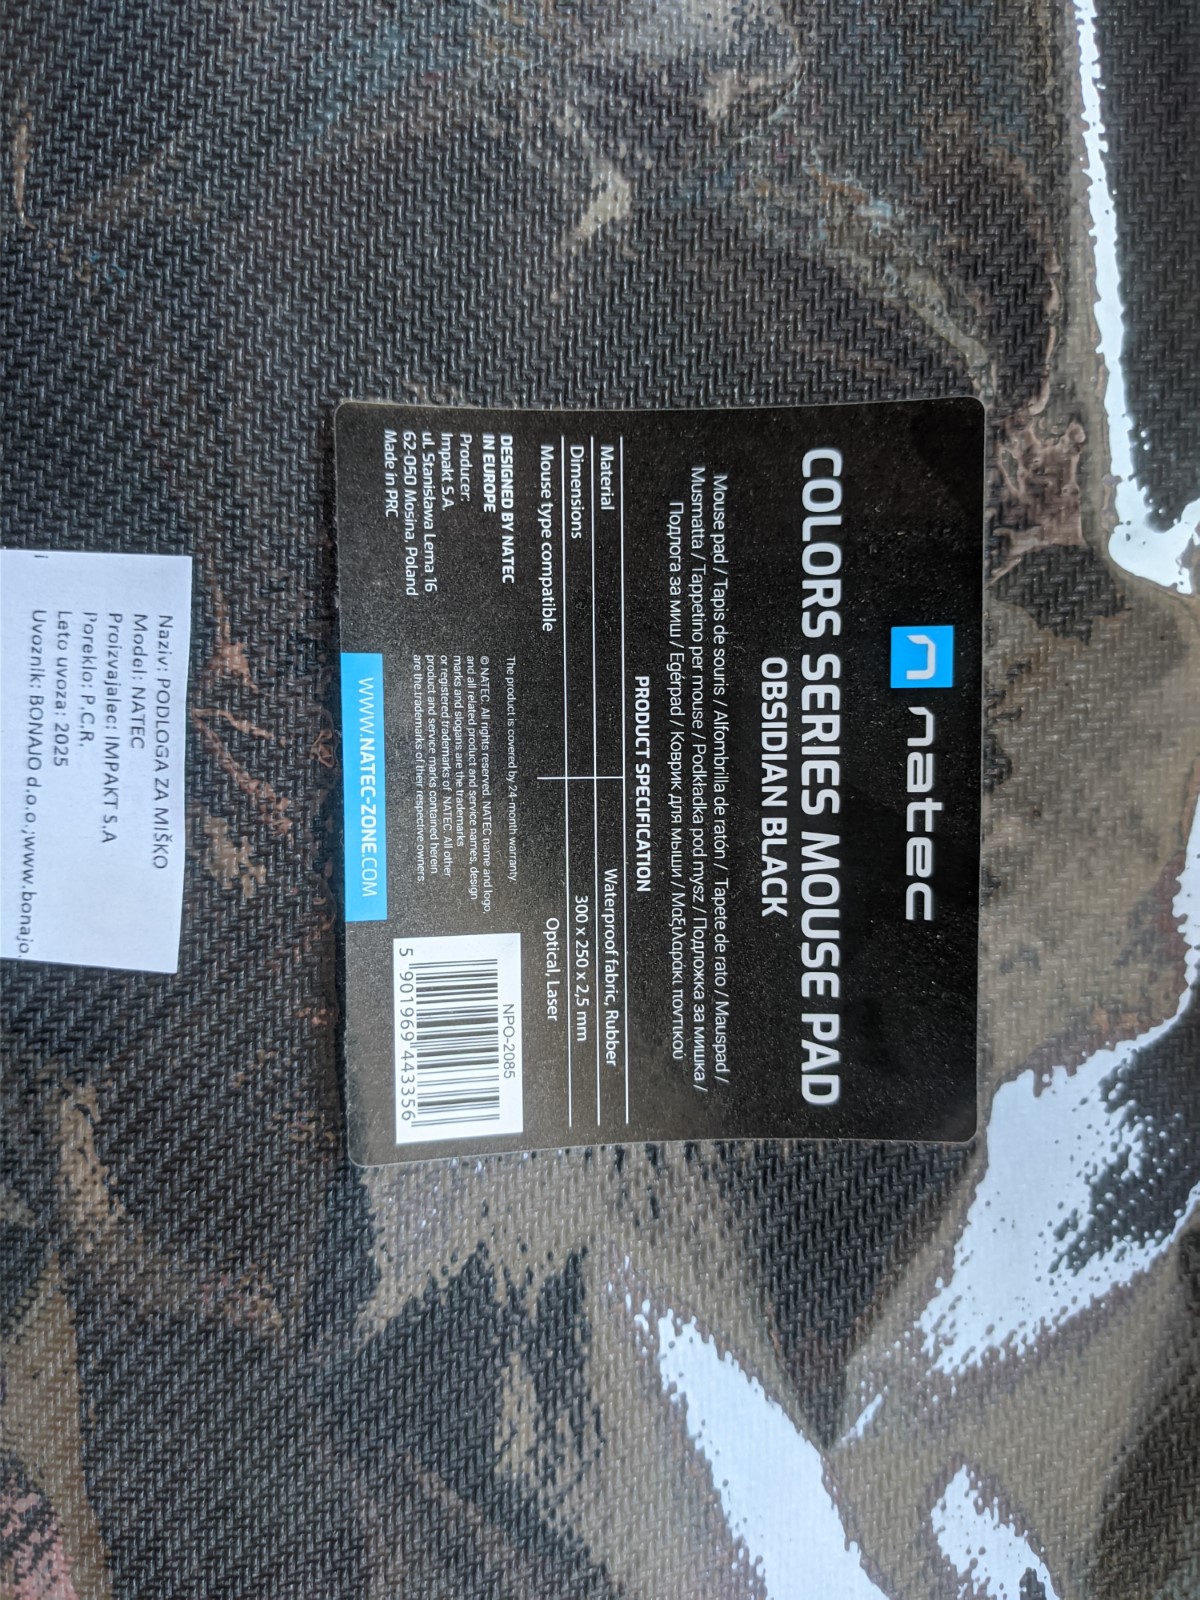 natec
COLORS SERIES MOUSE PAD
OBSIDIAN BLACK
Mouse pad / Tapis de souris / Alfombrilla de ratón / Tapete de rato / Mauspad /
Musmatta / Tappetino per mouse / Podkładka pod mysz / Подложка за мишка /
Подлога за миш / Egérpad / Коврик для мыши / Μαξιλαράκι ποντικού
PRODUCT SPECIFICATION
Material Waterproof fabric, Rubber
Dimensions 300 x 250 x 2,5 mm
Mouse type compatible Optical, Laser
DESIGNED BY NATEC
IN EUROPE
Producer:
Impakt S.A.
ul. Stanisława Lema 16
62-050 Mosina, Poland
Made in PRC
The product is covered by 24-month warranty
© NATEC. All rights reserved. NATEC name and logo,
and all related product and service names, design
marks and slogans are the trademarks
or registered trademarks of NATEC. All other
product and service marks contained herein
are the trademarks of their respective owners.
NPO-2085
5 901969 443356
WWW.NATEC-ZONE.COM
Naziv: PODLOGA ZA MIŠKO
Model: NATEC
Proizvajalec: IMPAKT S.A
Poreklo: P.C.R.
Leto uvoza: 2025
Uvoznik: BONAJO d.o.o.;www.bonajo.